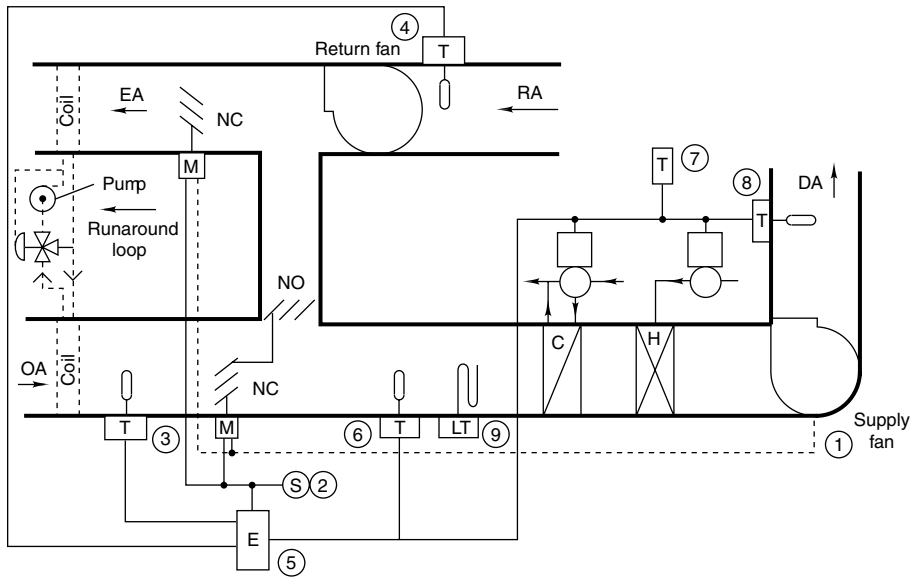 4
Return fan
T
Coil
EA
NC
RA
M
T
7
8
DA
Pump
T
Runaround
loop
NO
OA
Coil
NC
C
H
T
3
M
6
T
LT
9
Supply
fan
1
S
2
E
5